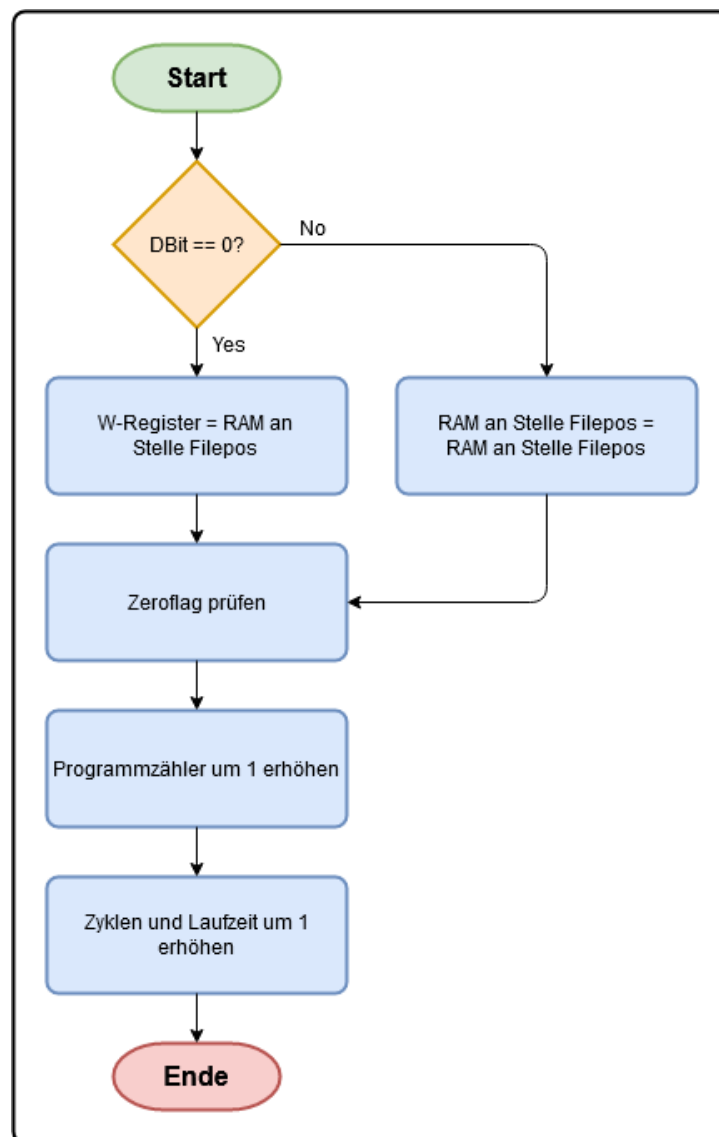 Start
DBit == 0?
No
Yes
W-Register = RAM an
Stelle Filepos
RAM an Stelle Filepos =
RAM an Stelle Filepos
Zeroflag prüfen
Programmzähler um 1 erhöhen
Zyklen und Laufzeit um 1
erhöhen
Ende